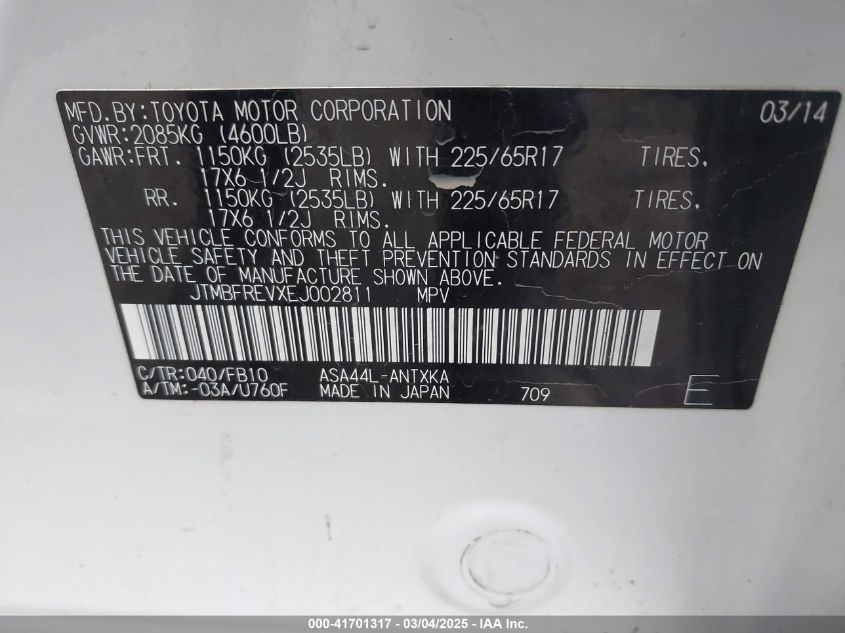 MFD.BY:TOYOTA MOTOR CORPORATION 03/14
GVWR:2085KG (4600LB)
GAWR:FRT. 1150KG (2535LB) WITH 225/65R17 TIRES.
17X6 1/2J RIMS.
RR. 1150KG (2535LB) WITH 225/65R17 TIRES.
17X6 1/2J RIMS.
THIS VEHICLE CONFORMS TO ALL APPLICABLE FEDERAL MOTOR
VEHICLE SAFETY AND THEFT PREVENTION STANDARDS IN EFFECT ON
THE DATE OF MANUFACTURE SHOWN ABOVE.
JTMBFREVXEJ002811 MPV
C/TR:040/FB10 ASA44L-ANTXKA
A/TM:-03A/U760F MADE IN JAPAN 709 E
000-41701317 - 03/04/2025 - IAA Inc.